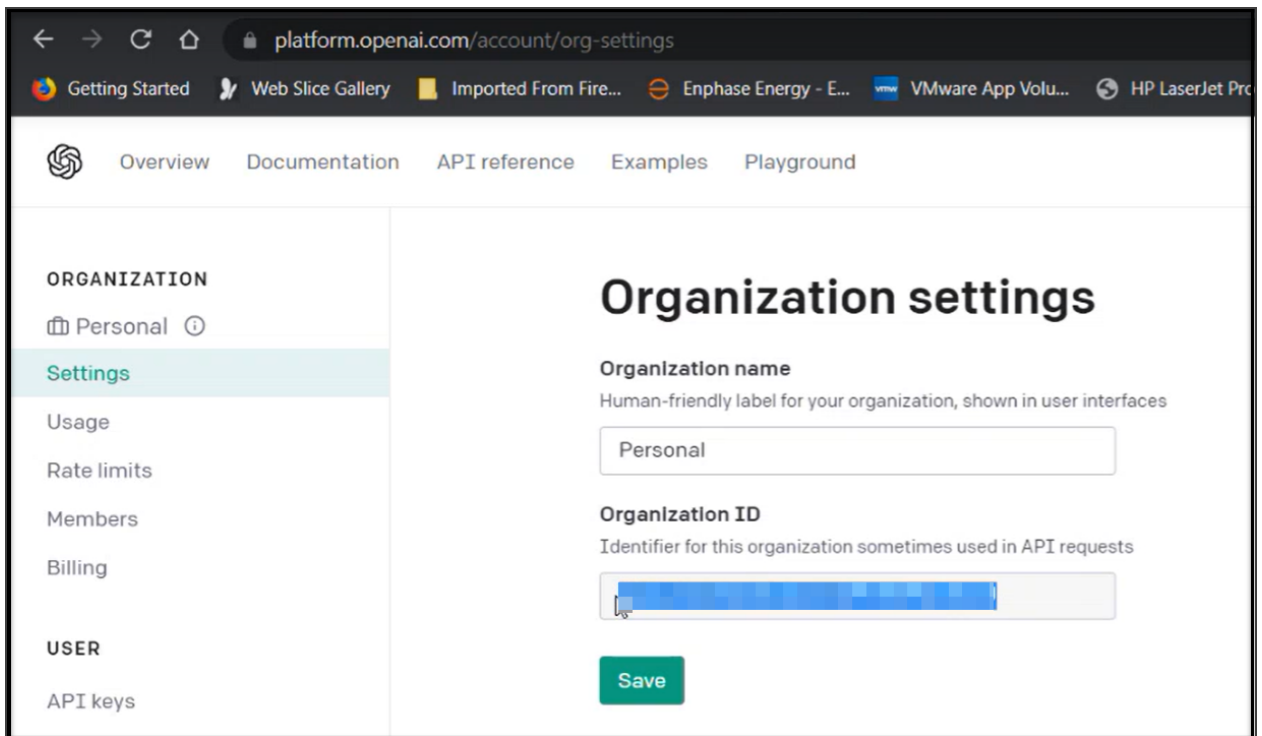 platform.openai.com/account/org-settings
Getting Started Web Slice Gallery Imported From Fire... Enphase Energy - E... VMware App Volu... HP LaserJet Pro
Overview Documentation API reference Examples Playground
ORGANIZATION
Personal
Settings
Usage
Rate limits
Members
Billing
USER
API keys
Organization settings
Organization name
Human-friendly label for your organization, shown in user interfaces
Personal
Organization ID
Identifier for this organization sometimes used in API requests
Save